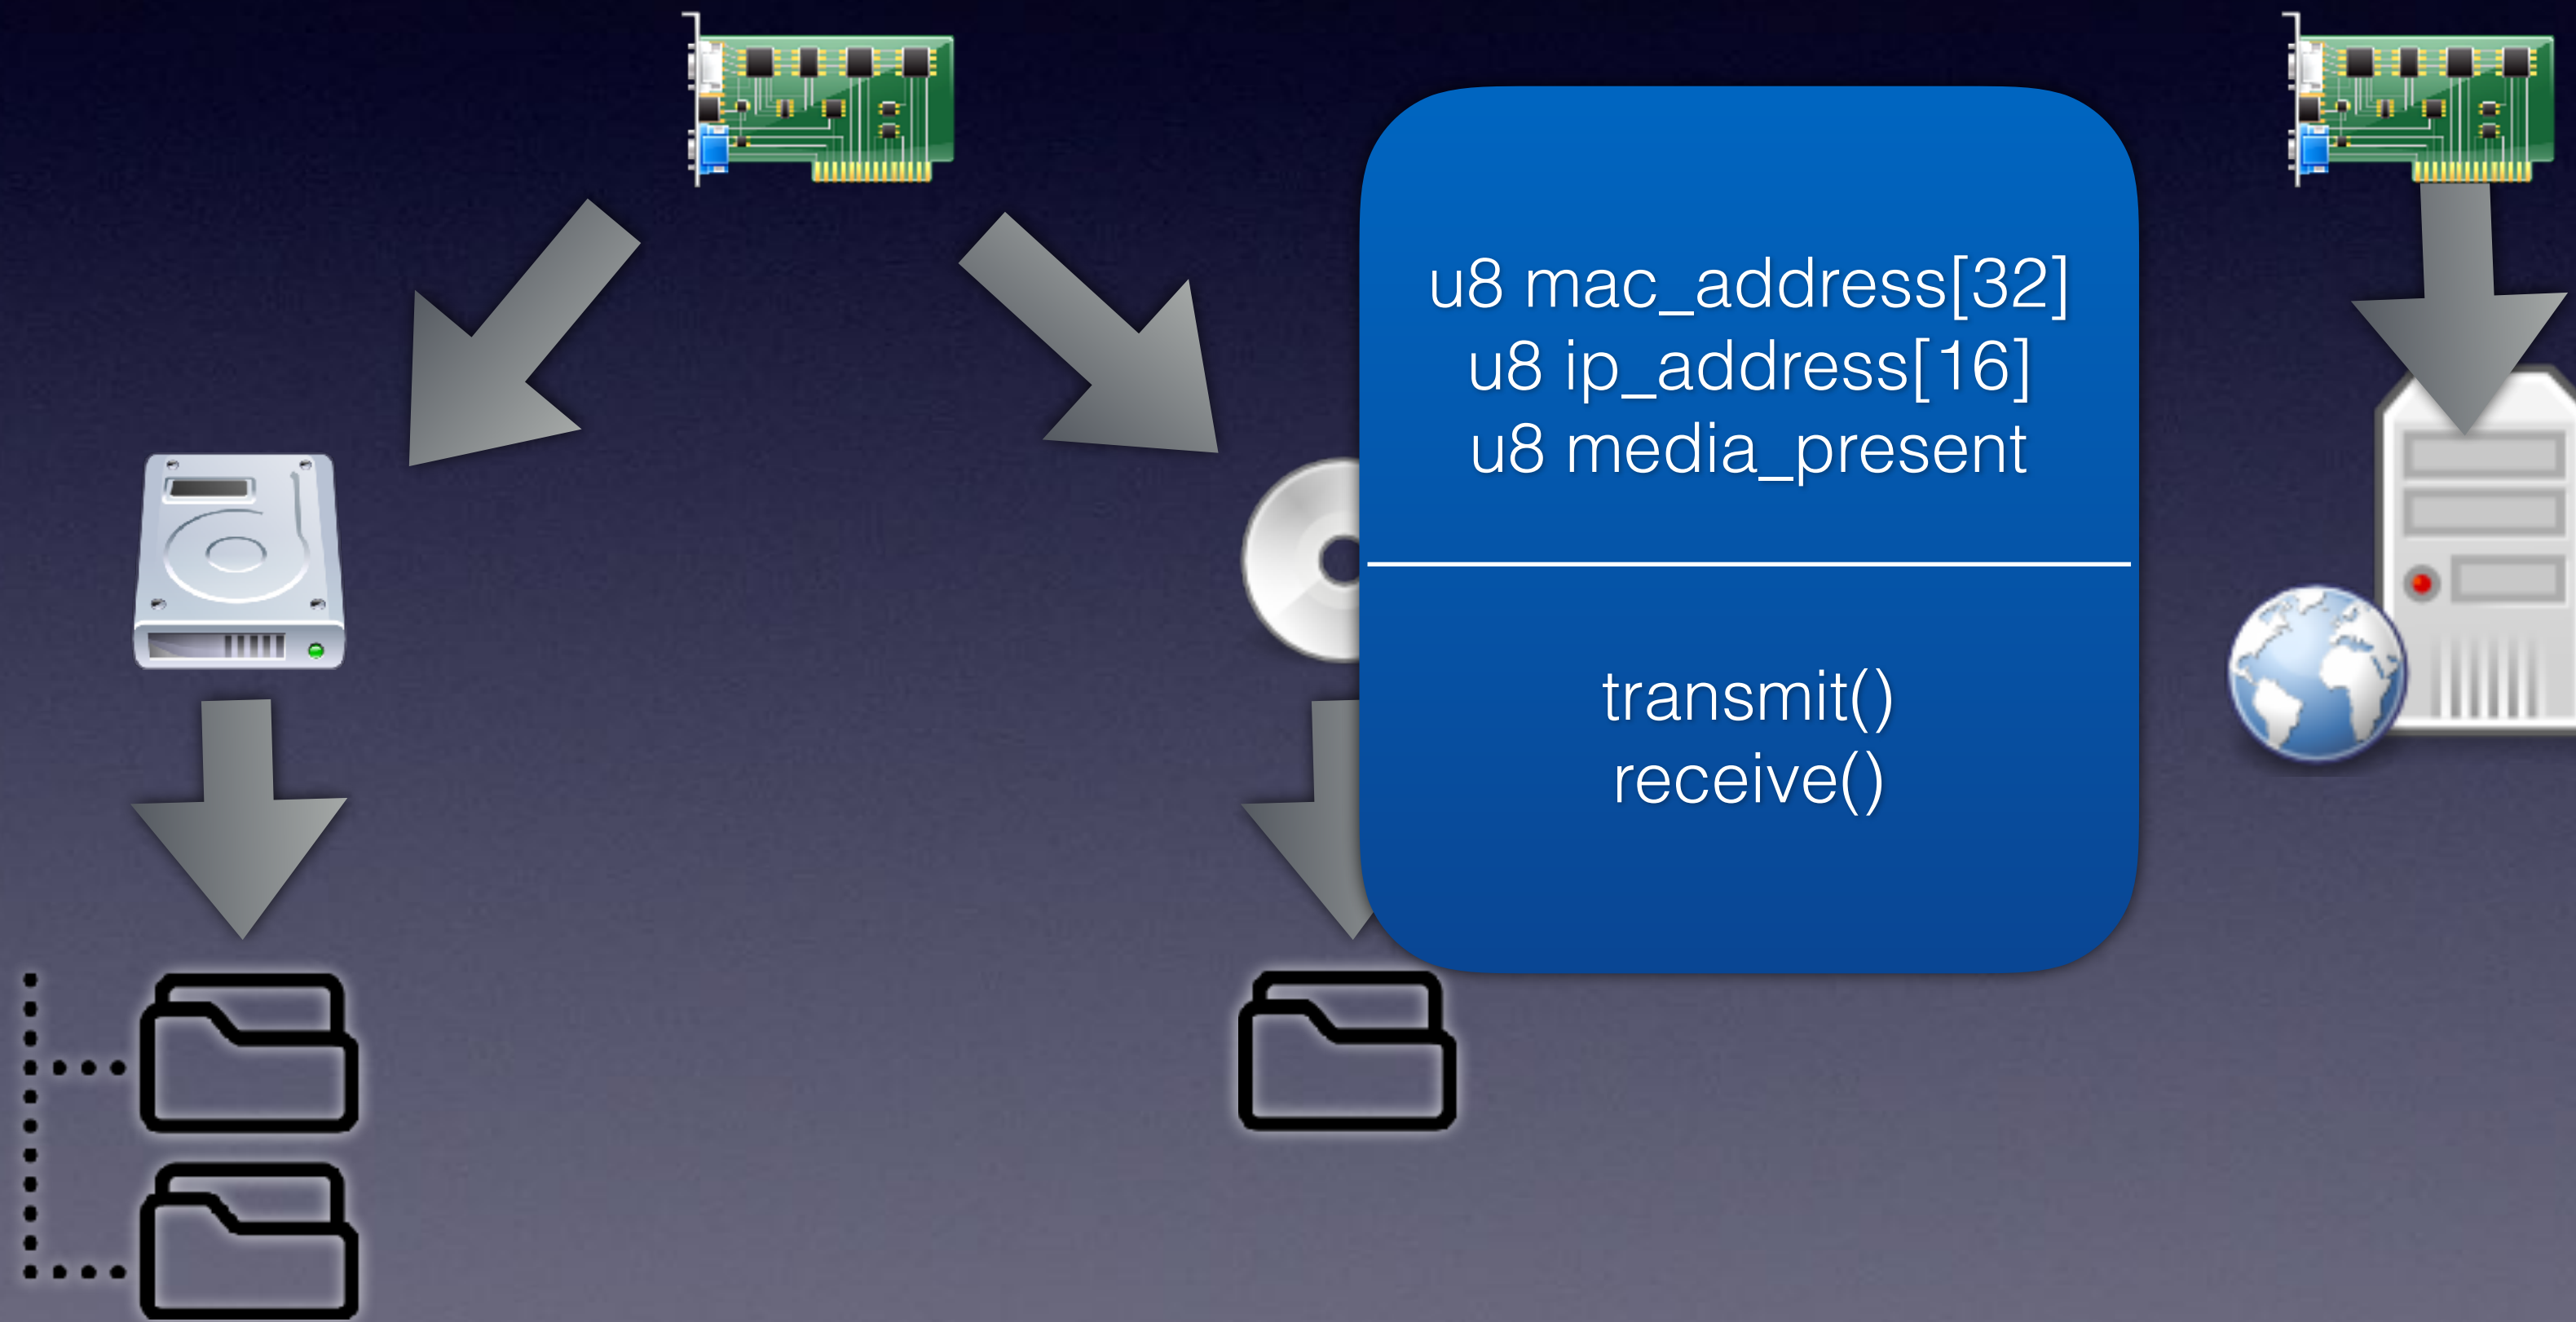 u8 mac_address[32]
u8 ip_address[16]
u8 media_present
transmit()
receive()